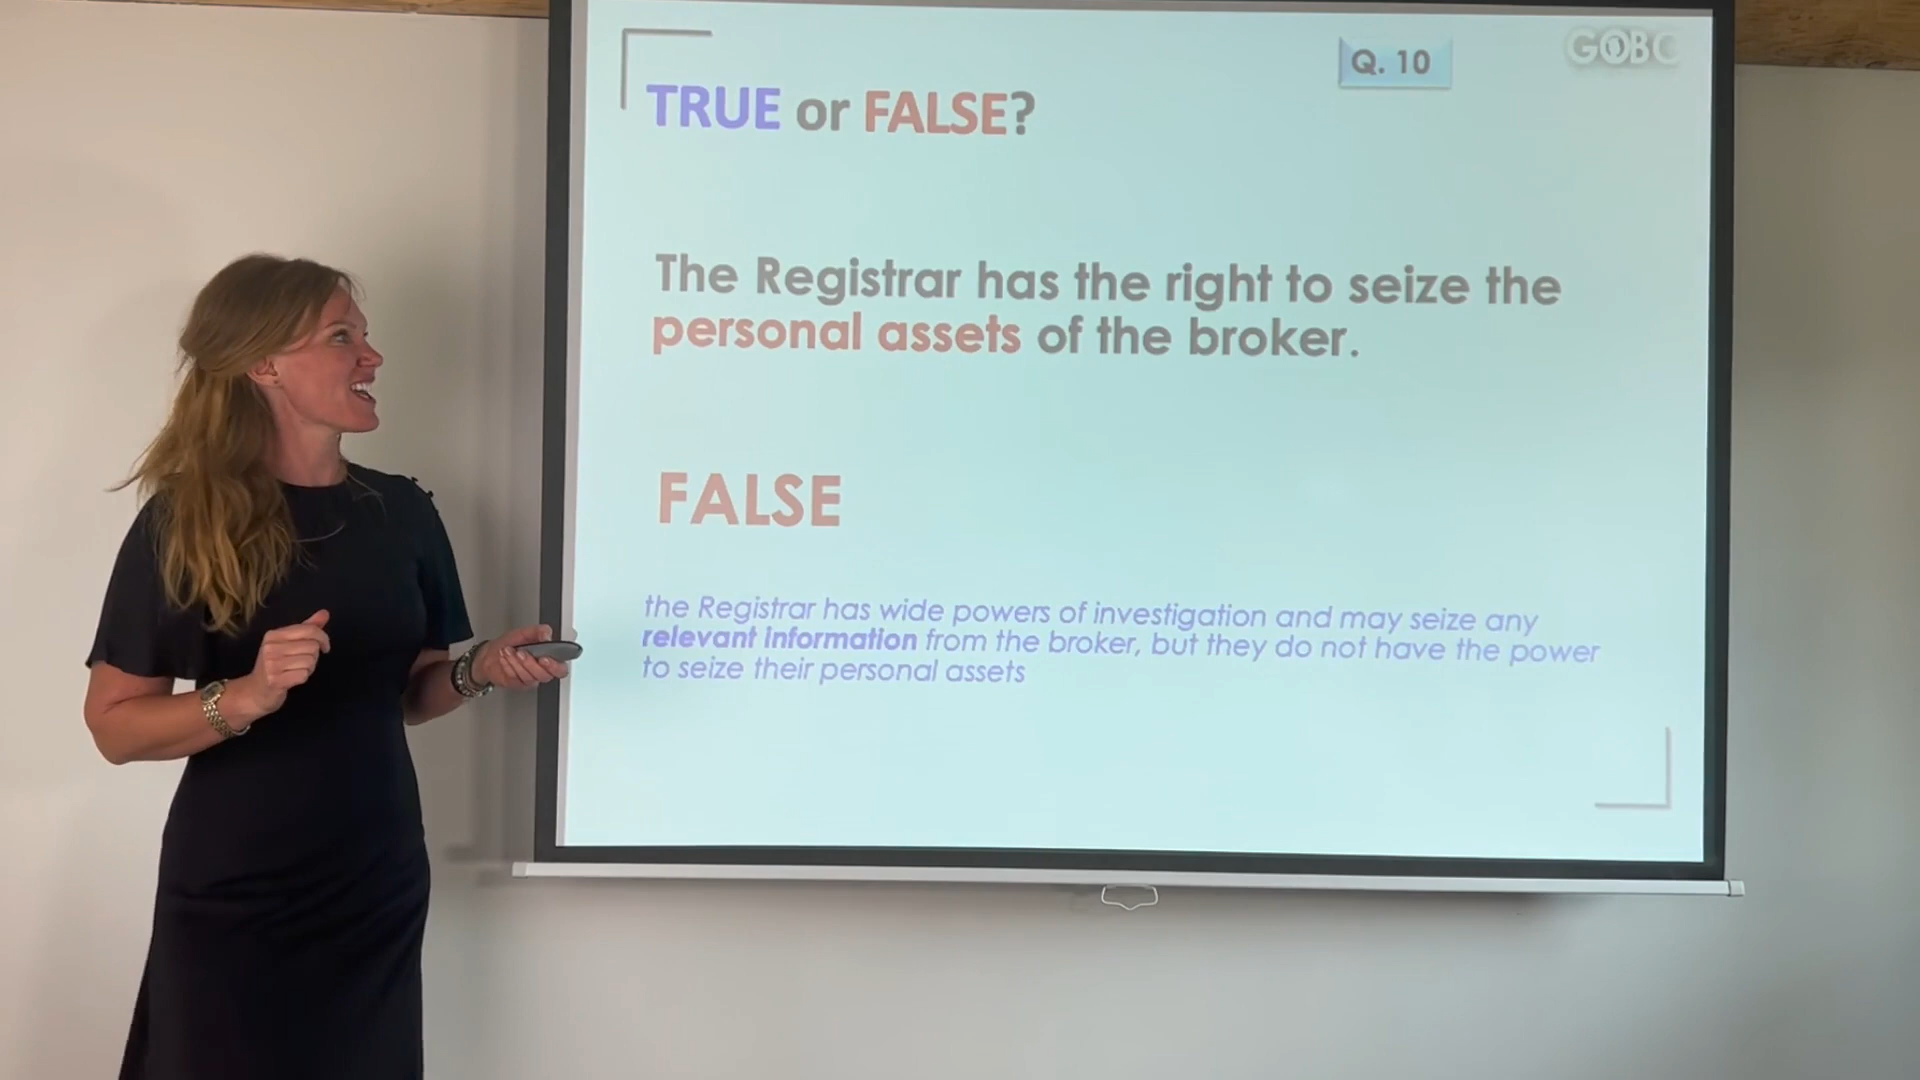 Q. 10
GOBC
TRUE or FALSE?
The Registrar has the right to seize the
personal assets of the broker.
FALSE
the Registrar has wide powers of investigation and may seize any
relevant information from the broker, but they do not have the power
to seize their personal assets